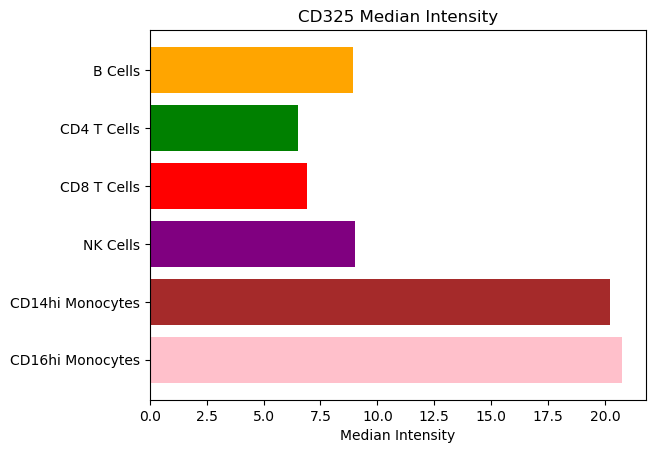 CD325 Median Intensity
B Cells
CD4 T Cells
CD8 T Cells
NK Cells
CD14hi Monocytes
CD16hi Monocytes
0.0 2.5 5.0 7.5 10.0 12.5 15.0 17.5 20.0
Median Intensity